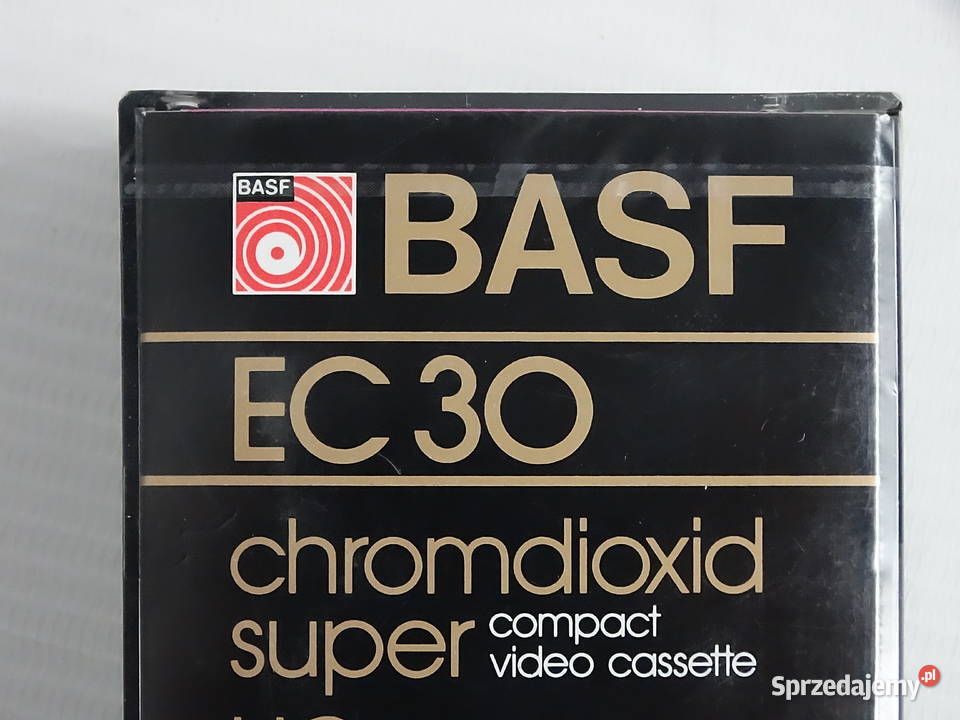 BASF BASF
EC 30
chromdioxid
super compact
video cassette
Sprzedajemy.pl